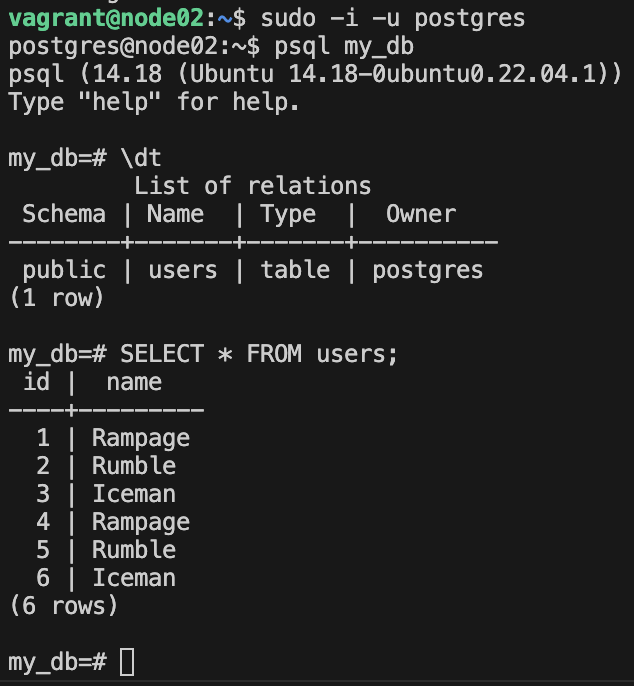 vagrant@node02:~$ sudo -i -u postgres
postgres@node02:~$ psql my_db
psql (14.18 (Ubuntu 14.18-0ubuntu0.22.04.1))
Type "help" for help.

my_db=# \dt
         List of relations
 Schema | Name  | Type  |  Owner
--------+-------+-------+----------
 public | users | table | postgres
(1 row)

my_db=# SELECT * FROM users;
 id |  name
----+---------
  1 | Rampage
  2 | Rumble
  3 | Iceman
  4 | Rampage
  5 | Rumble
  6 | Iceman
(6 rows)

my_db=#